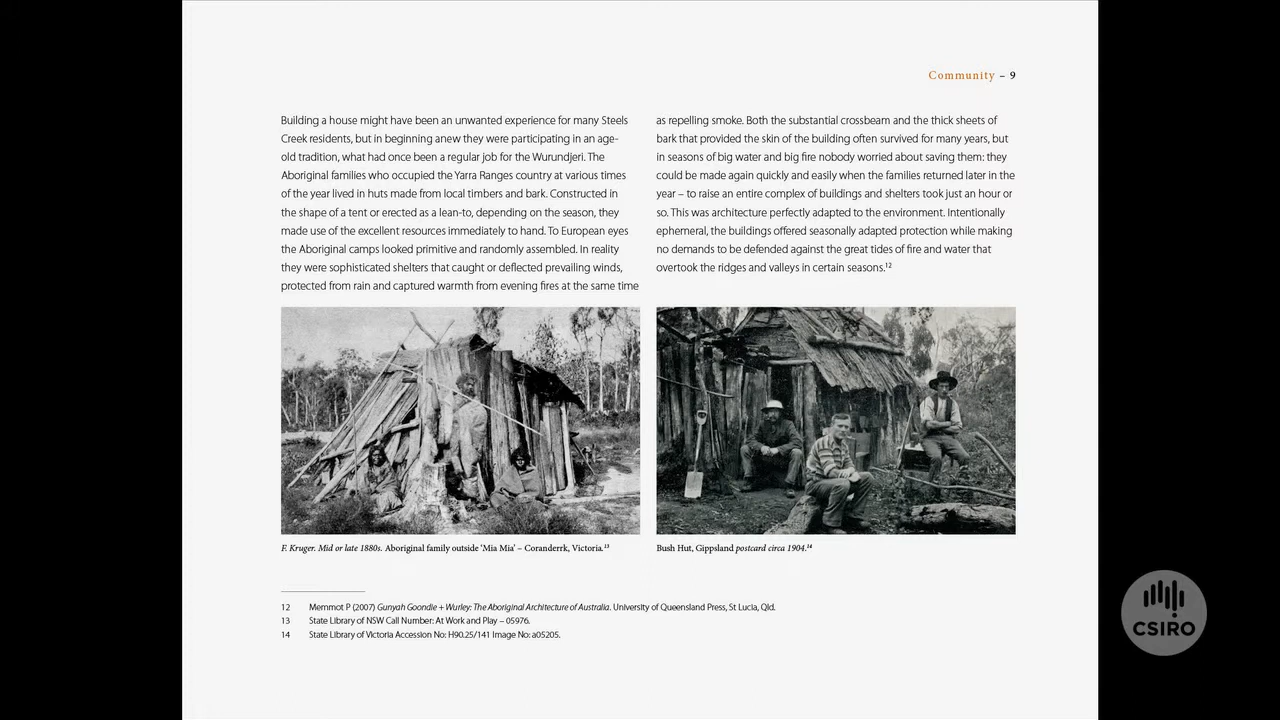 Community – 9
Building a house might have been an unwanted experience for many Steels
Creek residents, but in beginning anew they were participating in an age-
old tradition, what had once been a regular job for the Wurundjeri. The
Aboriginal families who occupied the Yarra Ranges country at various times
of the year lived in huts made from local timbers and bark. Constructed in
the shape of a tent or erected as a lean-to, depending on the season, they
made use of the excellent resources immediately to hand. To European eyes
the Aboriginal camps looked primitive and randomly assembled. In reality
they were sophisticated shelters that caught or deflected prevailing winds,
protected from rain and captured warmth from evening fires at the same time
as repelling smoke. Both the substantial crossbeam and the thick sheets of
bark that provided the skin of the building often survived for many years, but
in seasons of big water and big fire nobody worried about saving them: they
could be made again quickly and easily when the families returned later in the
year – to raise an entire complex of buildings and shelters took just an hour or
so. This was architecture perfectly adapted to the environment. Intentionally
ephemeral, the buildings offered seasonally adapted protection while making
no demands to be defended against the great tides of fire and water that
overtook the ridges and valleys in certain seasons.12
F. Kruger. Mid or late 1880s. Aboriginal family outside 'Mia Mia' – Coranderrk, Victoria.13
Bush Hut, Gippsland postcard circa 1904.14
12 Memmot P (2007) Gunyah Goondie + Wurley: The Aboriginal Architecture of Australia. University of Queensland Press, St Lucia, Qld.
13 State Library of NSW Call Number: At Work and Play – 05976.
14 State Library of Victoria Accession No: H90.25/141 Image No: a05205.
CSIRO